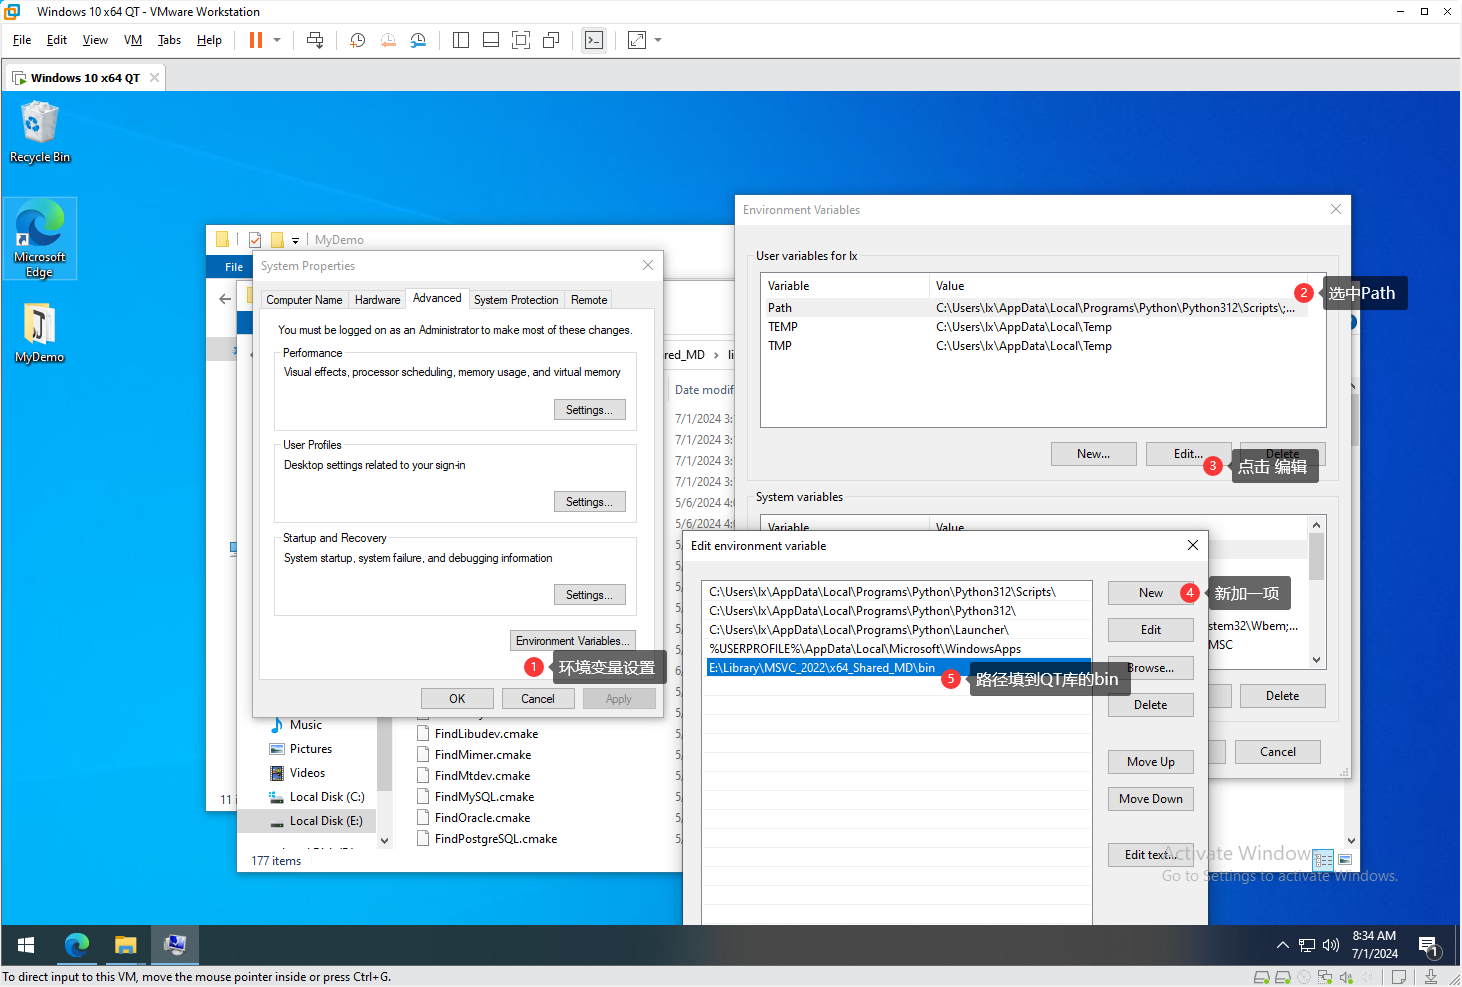 Windows 10 x64 QT - VMware Workstation
File Edit View VM Tabs Help
Windows 10 x64 QT
Recycle Bin
Microsoft
Edge
MyDemo
MyDemo
File
System Properties
Computer Name Hardware Advanced System Protection Remote
You must be logged on as an Administrator to make most of these changes.
Performance
Visual effects, processor scheduling, memory usage, and virtual memory
Settings...
User Profiles
Desktop settings related to your sign-in
Settings...
Startup and Recovery
System startup, system failure, and debugging information
Settings...
Environment Variables...
1 环境变量设置
OK Cancel Apply
red_MD > li
Date modif
7/1/2024 3:
7/1/2024 3:
7/1/2024 3:
7/1/2024 3:
5/6/2024 4:
5/6/2024 4:
Music
Pictures
Videos
Local Disk (C:)
Local Disk (E:)
FindLibudev.cmake
FindMimer.cmake
FindMtdev.cmake
FindMySQL.cmake
FindOracle.cmake
FindPostgreSQL.cmake
11 i
177 items
Environment Variables
User variables for lx
Variable Value
Path C:\Users\lx\AppData\Local\Programs\Python\Python312\Scripts\;...
TEMP C:\Users\lx\AppData\Local\Temp
TMP C:\Users\lx\AppData\Local\Temp
2 选中Path
New... Edit... Delete
3 点击 编辑
System variables
Variable Value
stem32\Wbem;...
MSC
Delete
Cancel
Edit environment variable
C:\Users\lx\AppData\Local\Programs\Python\Python312\Scripts\
C:\Users\lx\AppData\Local\Programs\Python\Python312\
C:\Users\lx\AppData\Local\Programs\Python\Launcher\
%USERPROFILE%\AppData\Local\Microsoft\WindowsApps
E:\Library\MSVC_2022\x64_Shared_MD\bin
5 路径填到QT库的bin
New
4 新加一项
Edit
Browse...
Delete
Move Up
Move Down
Edit text...
Activate Windows
Go to Settings to activate Windows.
8:34 AM
7/1/2024
1
To direct input to this VM, move the mouse pointer inside or press Ctrl+G.